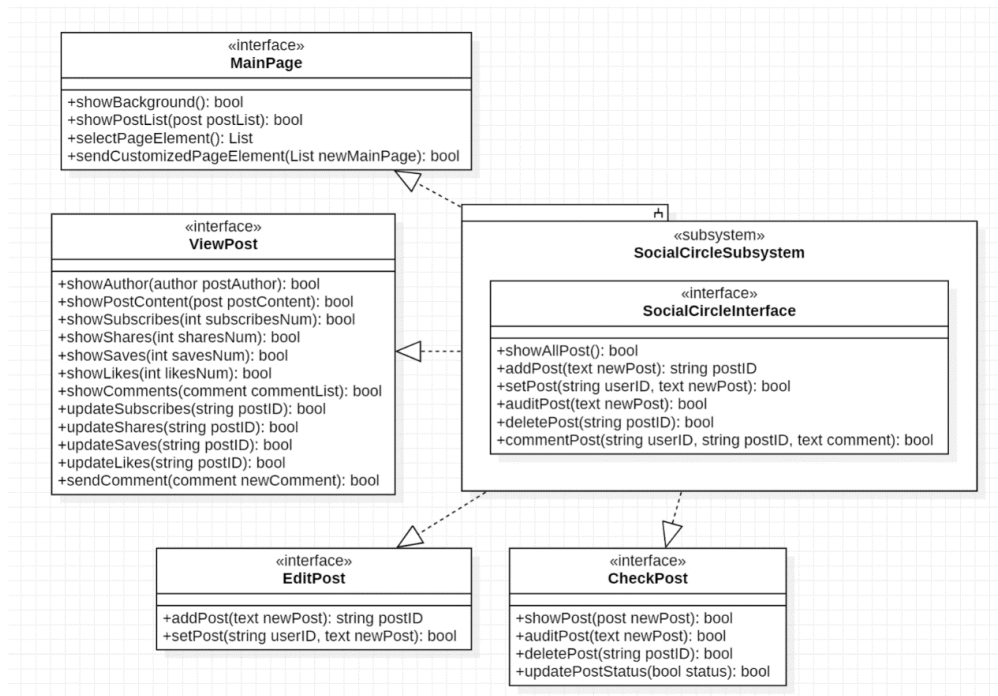 «interface»
MainPage
+showBackground(): bool
+showPostList(post postList): bool
+selectPageElement(): List
+sendCustomizedPageElement(List newMainPage): bool
«interface»
ViewPost
+showAuthor(author postAuthor): bool
+showPostContent(post postContent): bool
+showSubscribes(int subscribesNum): bool
+showShares(int sharesNum): bool
+showSaves(int savesNum): bool
+showLikes(int likesNum): bool
+showComments(comment commentList): bool
+updateSubscribes(string postID): bool
+updateShares(string postID): bool
+updateSaves(string postID): bool
+updateLikes(string postID): bool
+sendComment(comment newComment): bool
«subsystem»
SocialCircleSubsystem
«interface»
SocialCircleInterface
+showAllPost(): bool
+addPost(text newPost): string postID
+setPost(string userID, text newPost): bool
+auditPost(text newPost): bool
+deletePost(string postID): bool
+commentPost(string userID, string postID, text comment): bool
«interface»
EditPost
+addPost(text newPost): string postID
+setPost(string userID, text newPost): bool
«interface»
CheckPost
+showPost(post newPost): bool
+auditPost(text newPost): bool
+deletePost(string postID): bool
+updatePostStatus(bool status): bool